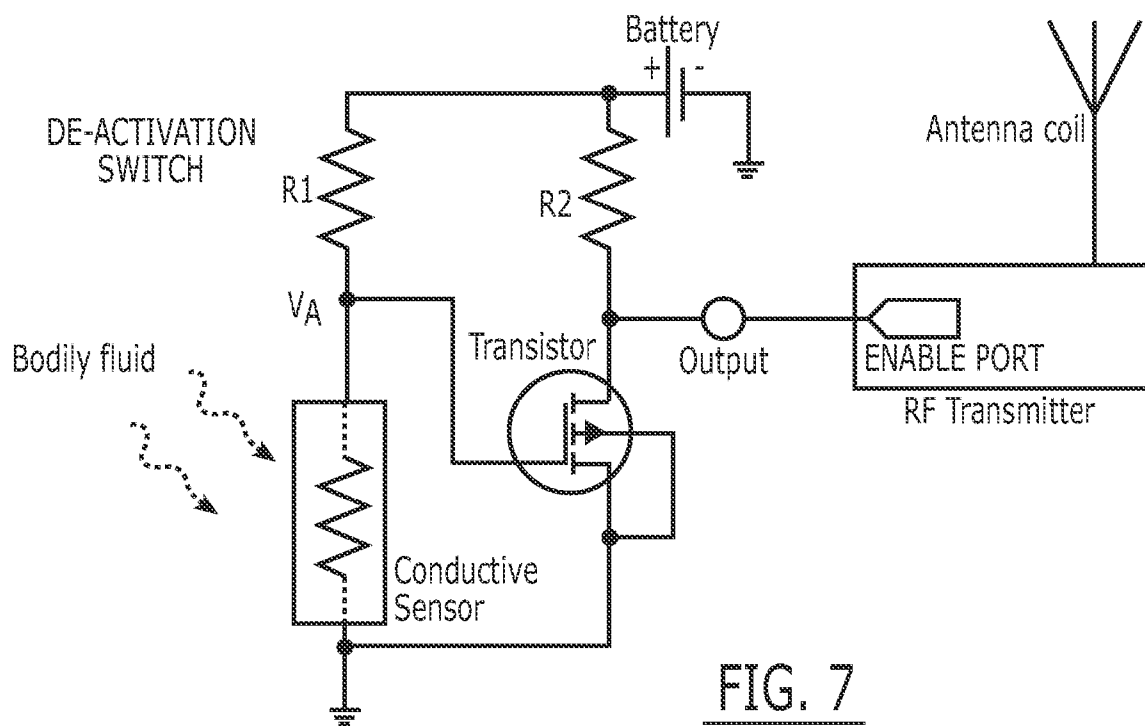 Battery
+ -
DE-ACTIVATION
SWITCH
Antenna coil
R1
R2
VA
Bodily fluid
Transistor
Output
ENABLE PORT
RF Transmitter
Conductive
Sensor
FIG. 7